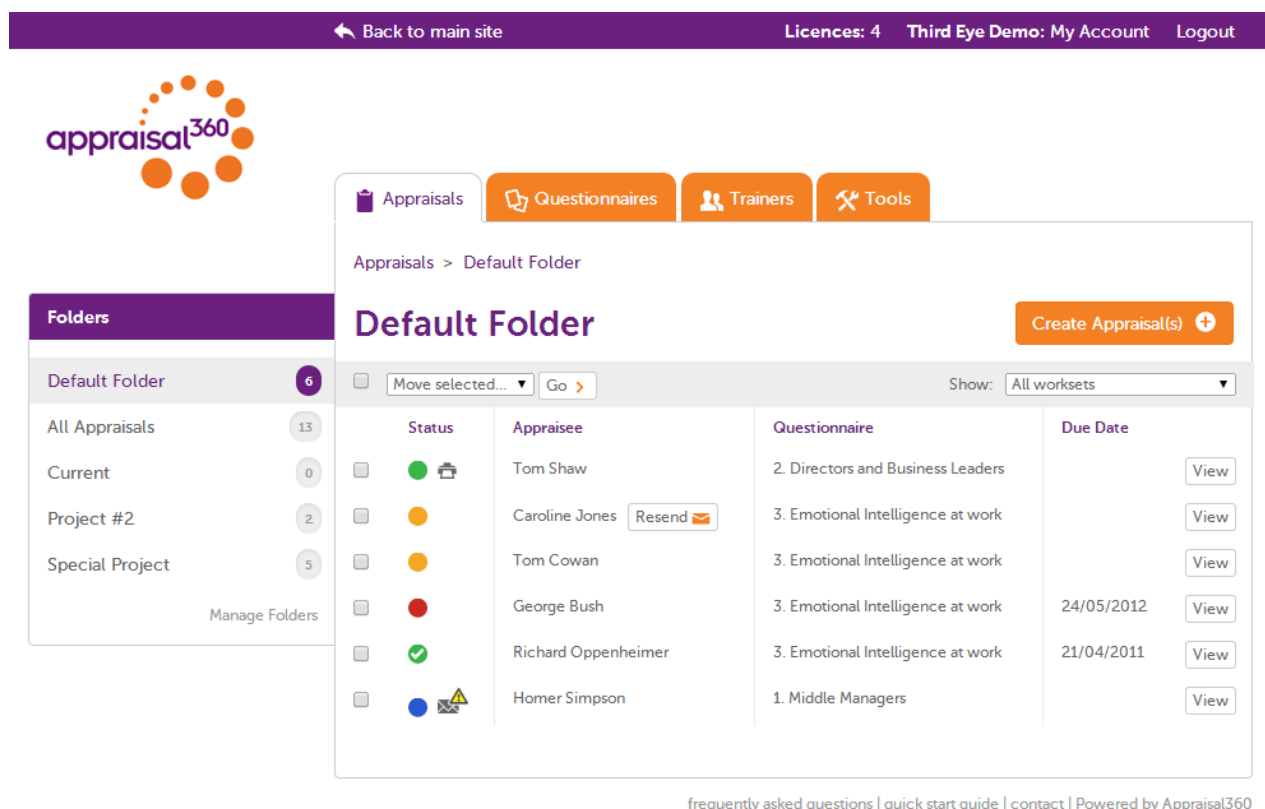 Back to main site Licences: 4 Third Eye Demo: My Account Logout
appraisal360
Appraisals Questionnaires Trainers Tools
Appraisals > Default Folder
Folders
Default Folder 6
All Appraisals 13
Current 0
Project #2 2
Special Project 5
Manage Folders
Default Folder Create Appraisal(s)
Move selected... Go > Show: All worksets
Status Appraisee Questionnaire Due Date
Tom Shaw 2. Directors and Business Leaders View
Caroline Jones Resend 3. Emotional Intelligence at work View
Tom Cowan 3. Emotional Intelligence at work View
George Bush 3. Emotional Intelligence at work 24/05/2012 View
Richard Oppenheimer 3. Emotional Intelligence at work 21/04/2011 View
Homer Simpson 1. Middle Managers View
frequently asked questions | quick start guide | contact | Powered by Appraisal360